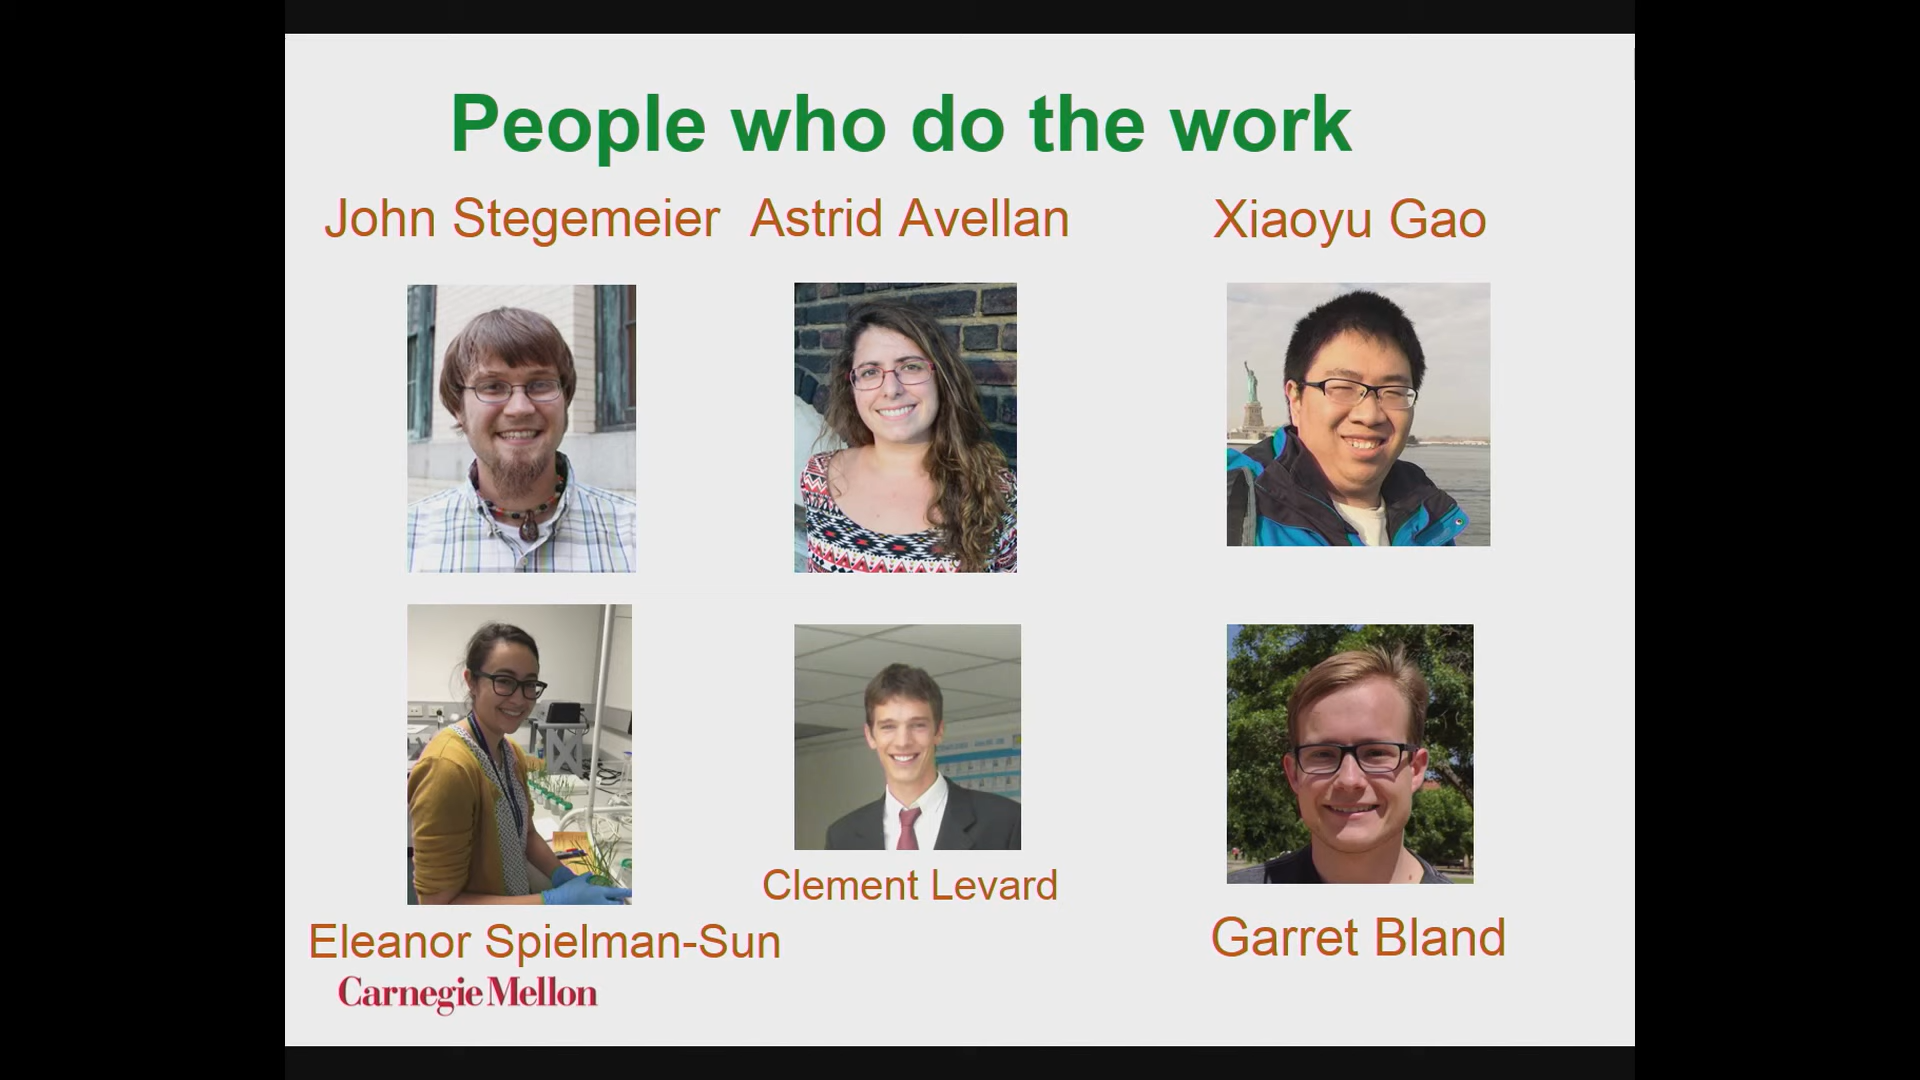 People who do the work
John Stegemeier Astrid Avellan Xiaoyu Gao
Clement Levard
Eleanor Spielman-Sun Garret Bland
Carnegie Mellon